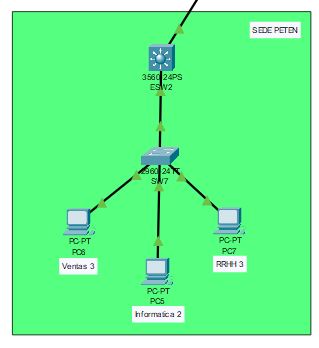 SEDE PETEN
3560-24PS
ESW2
2960-24TT
SW7
PC-PT
PC6
Ventas 3
PC-PT
PC7
RRHH 3
PC-PT
PC5
Informatica 2